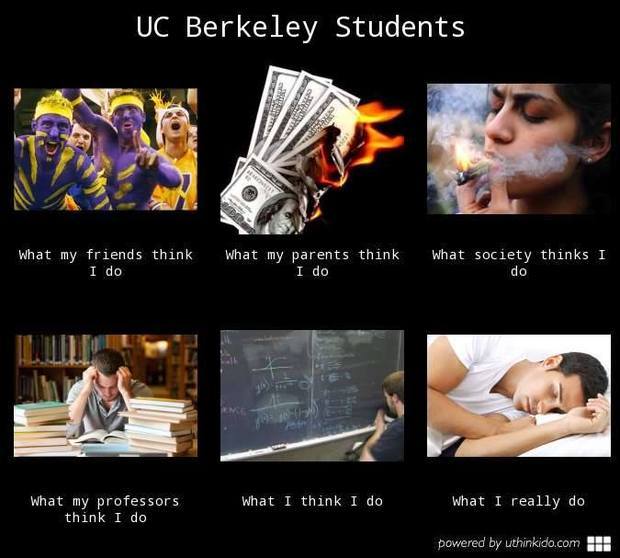 UC Berkeley Students
What my friends think
I do
What my parents think
I do
What society thinks I
do
What my professors
think I do
What I think I do
What I really do
powered by uthinkido.com